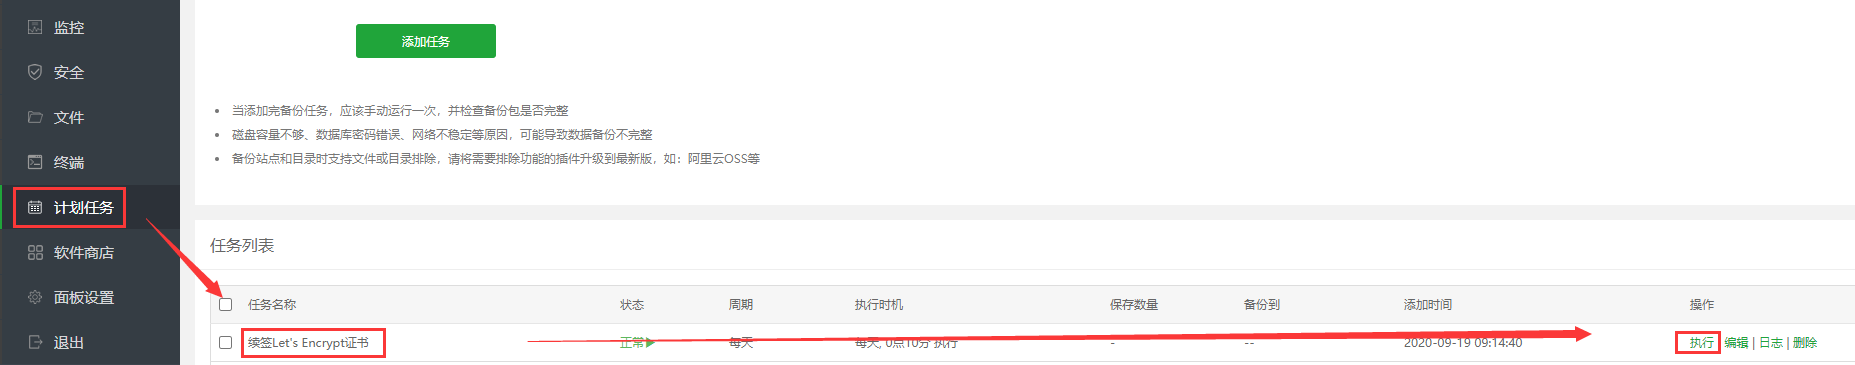 监控
安全
文件
终端
计划任务
软件商店
面板设置
退出
添加任务
当添加完备份任务，应该手动运行一次，并检查备份包是否完整
磁盘容量不够、数据库密码错误、网络不稳定等原因，可能导致数据备份不完整
备份站点和目录时支持文件或目录排除，请将需要排除功能的插件升级到最新版，如：阿里云OSS等
任务列表
任务名称 状态 周期 执行时机 保存数量 备份到 添加时间 操作
续签Let's Encrypt证书 正常 每天 每天, 0点10分 执行 - -- 2020-09-19 09:14:40 执行 编辑 | 日志 | 删除